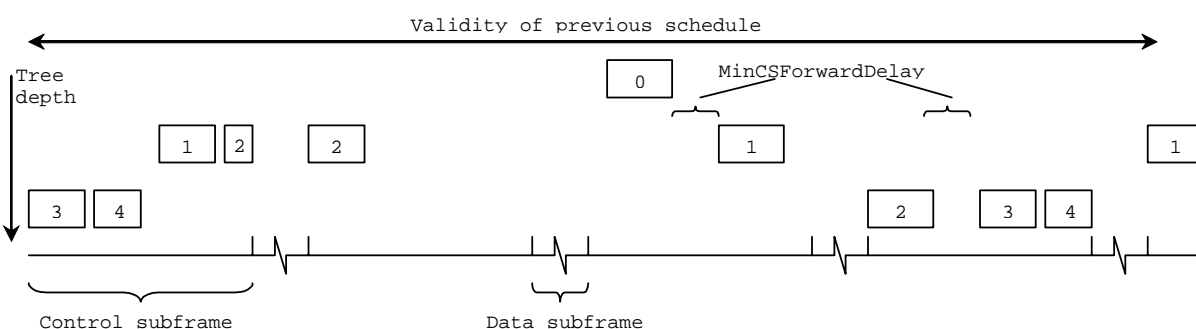 Validity of previous schedule
Tree
depth
0
MinCSForwardDelay
1
2
2
1
1
3
4
2
3
4
Control subframe
Data subframe